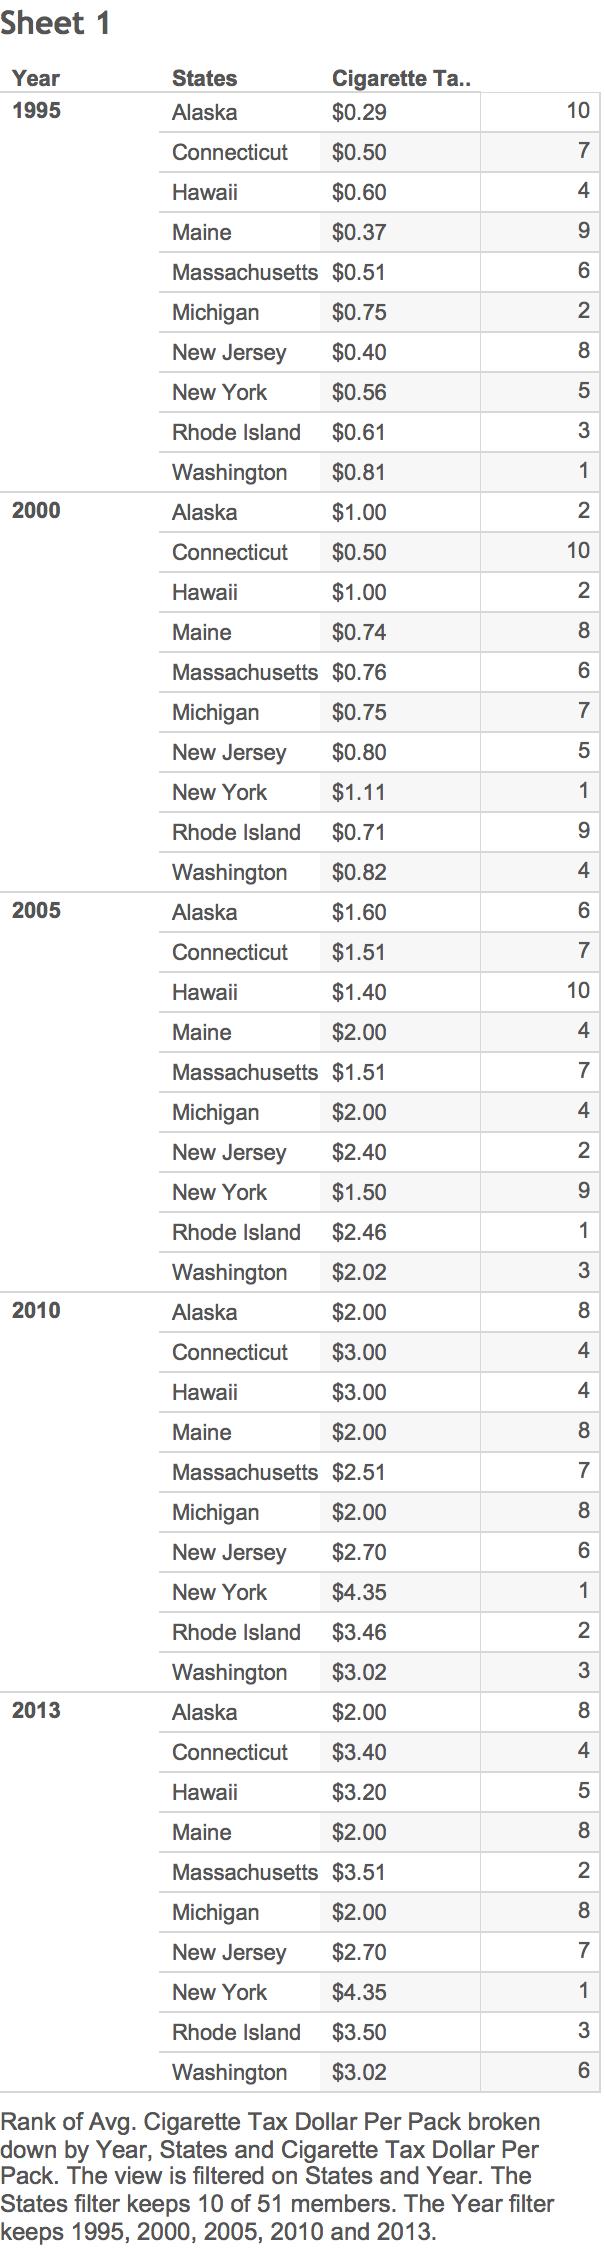 Sheet 1
Year States Cigarette Ta..
1995 Alaska $0.29 10
Connecticut $0.50 7
Hawaii $0.60 4
Maine $0.37 9
Massachusetts $0.51 6
Michigan $0.75 2
New Jersey $0.40 8
New York $0.56 5
Rhode Island $0.61 3
Washington $0.81 1
2000 Alaska $1.00 2
Connecticut $0.50 10
Hawaii $1.00 2
Maine $0.74 8
Massachusetts $0.76 6
Michigan $0.75 7
New Jersey $0.80 5
New York $1.11 1
Rhode Island $0.71 9
Washington $0.82 4
2005 Alaska $1.60 6
Connecticut $1.51 7
Hawaii $1.40 10
Maine $2.00 4
Massachusetts $1.51 7
Michigan $2.00 4
New Jersey $2.40 2
New York $1.50 9
Rhode Island $2.46 1
Washington $2.02 3
2010 Alaska $2.00 8
Connecticut $3.00 4
Hawaii $3.00 4
Maine $2.00 8
Massachusetts $2.51 7
Michigan $2.00 8
New Jersey $2.70 6
New York $4.35 1
Rhode Island $3.46 2
Washington $3.02 3
2013 Alaska $2.00 8
Connecticut $3.40 4
Hawaii $3.20 5
Maine $2.00 8
Massachusetts $3.51 2
Michigan $2.00 8
New Jersey $2.70 7
New York $4.35 1
Rhode Island $3.50 3
Washington $3.02 6
Rank of Avg. Cigarette Tax Dollar Per Pack broken
down by Year, States and Cigarette Tax Dollar Per
Pack. The view is filtered on States and Year. The
States filter keeps 10 of 51 members. The Year filter
keeps 1995, 2000, 2005, 2010 and 2013.